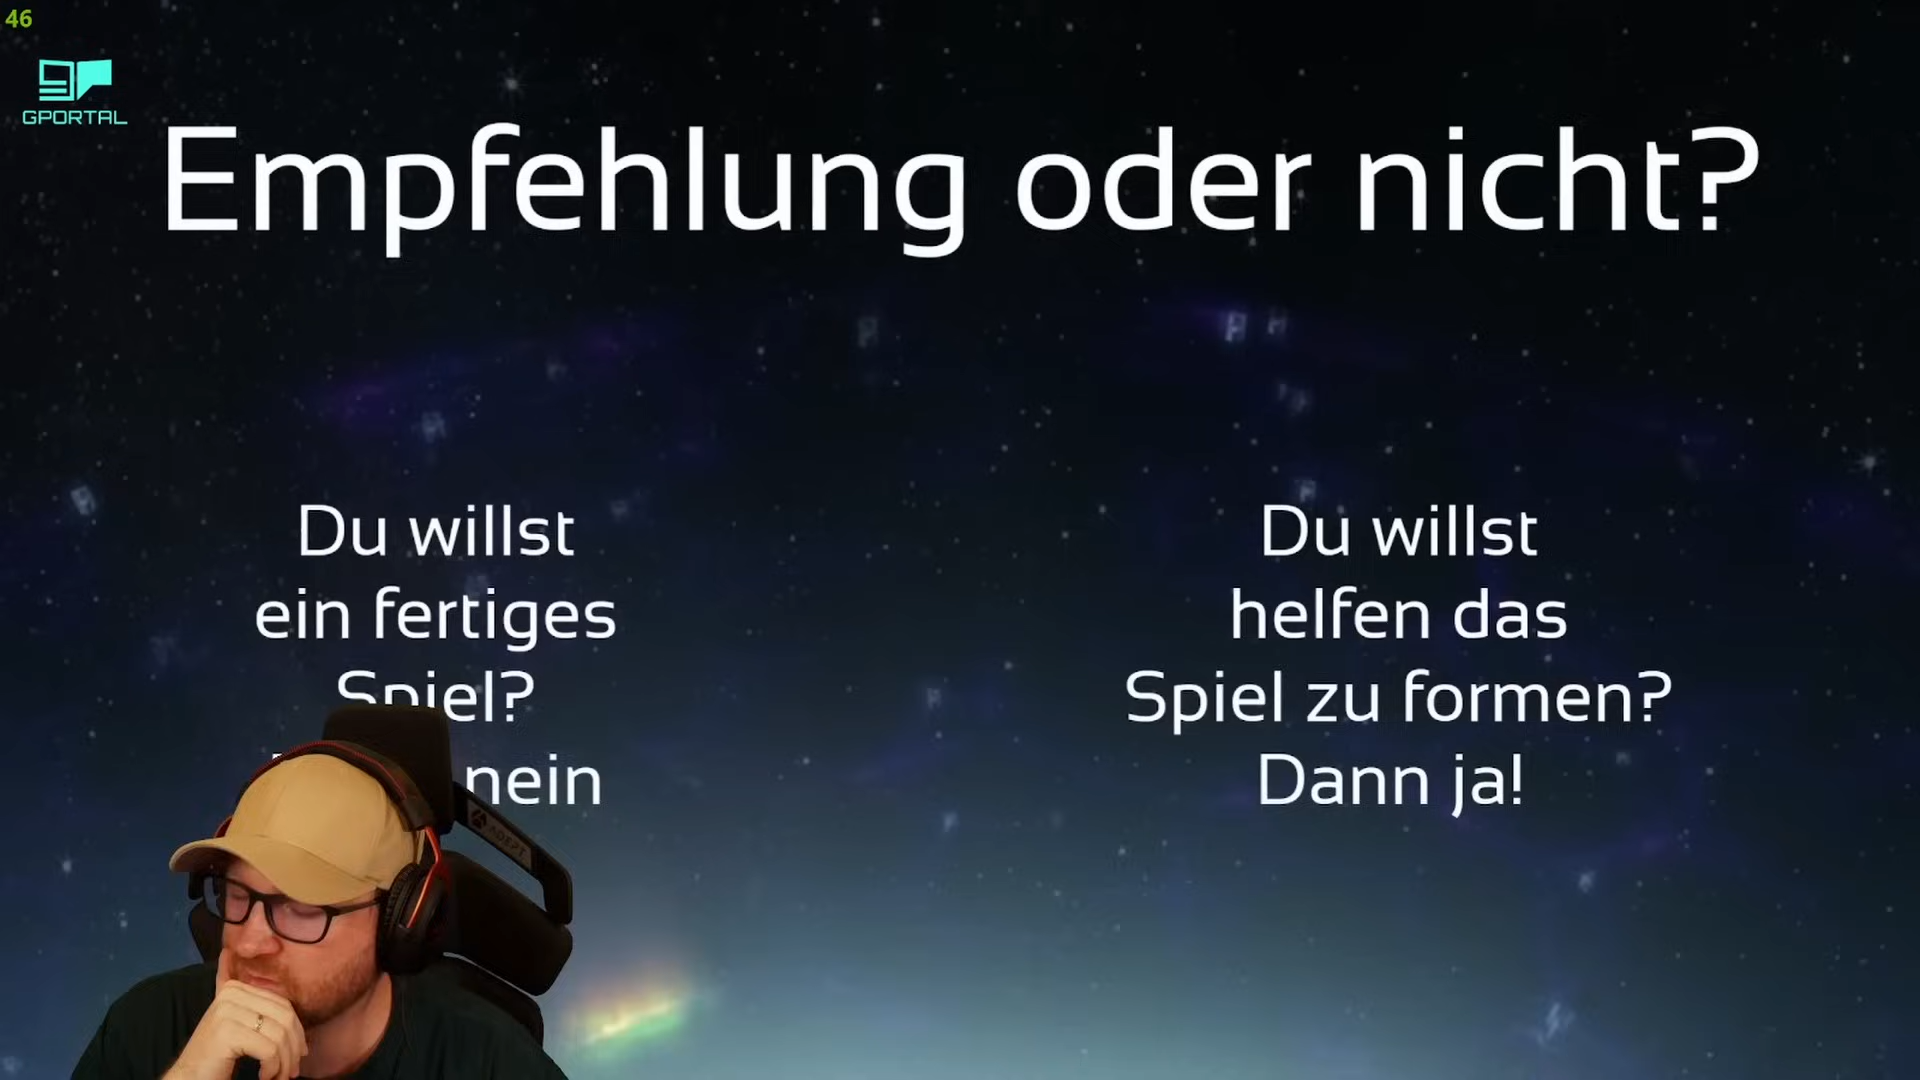 46
GPORTAL
Empfehlung oder nicht?
Du willst
ein fertiges
Spiel?
nein
Du willst
helfen das
Spiel zu formen?
Dann ja!
ADEPT